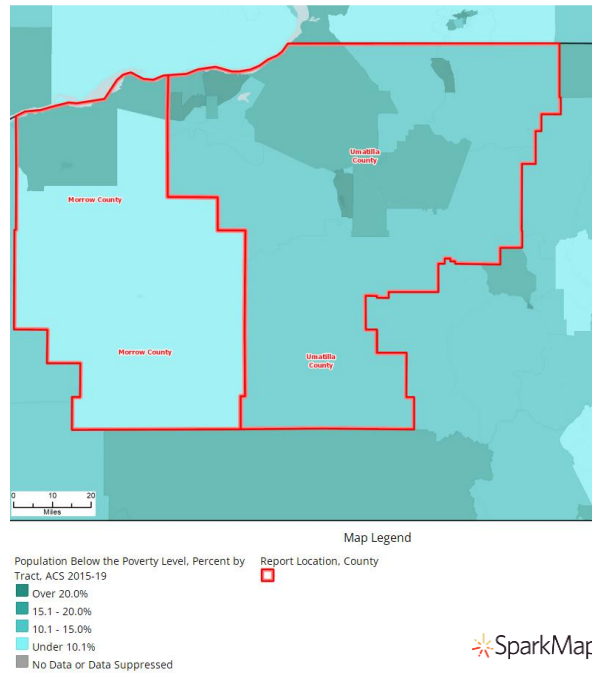 Umatilla
County
Morrow County
Morrow County
Umatilla
County
0 10 20
Miles
Map Legend
Population Below the Poverty Level, Percent by
Tract, ACS 2015-19
Over 20.0%
15.1 - 20.0%
10.1 - 15.0%
Under 10.1%
No Data or Data Suppressed
Report Location, County
SparkMap